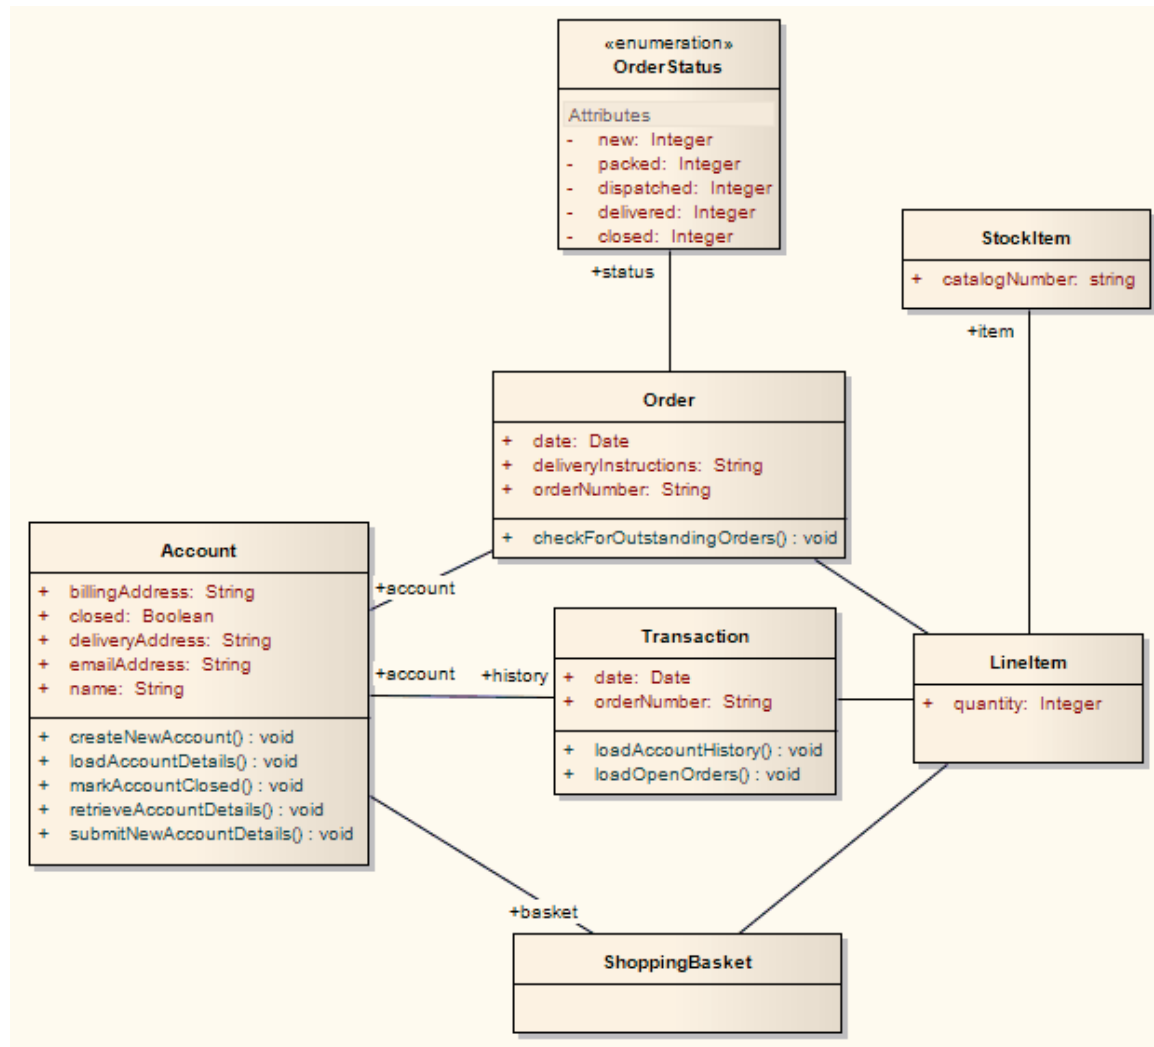 «enumeration»
OrderStatus
Attributes
- new: Integer
- packed: Integer
- dispatched: Integer
- delivered: Integer
- closed: Integer
+status
StockItem
+ catalogNumber: string
+item
Order
+ date: Date
+ deliveryInstructions: String
+ orderNumber: String
+ checkForOutstandingOrders() : void
Account
+ billingAddress: String
+ closed: Boolean
+ deliveryAddress: String
+ emailAddress: String
+ name: String
+ createNewAccount() : void
+ loadAccountDetails() : void
+ markAccountClosed() : void
+ retrieveAccountDetails() : void
+ submitNewAccountDetails() : void
+account
+account
+history
Transaction
+ date: Date
+ orderNumber: String
+ loadAccountHistory() : void
+ loadOpenOrders() : void
LineItem
+ quantity: Integer
+basket
ShoppingBasket